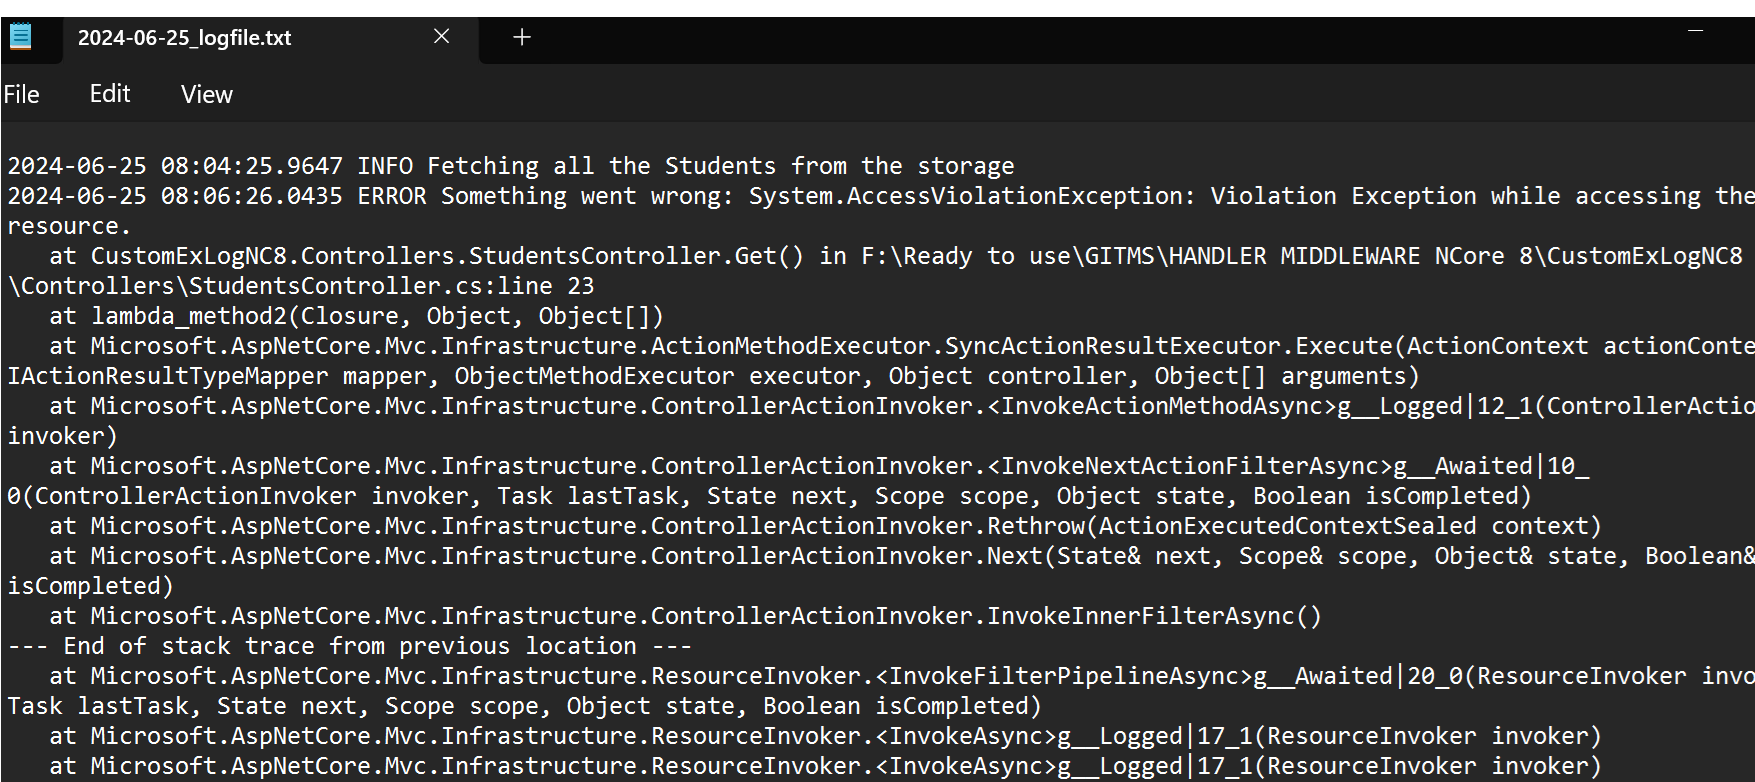 2024-06-25_logfile.txt
File Edit View
2024-06-25 08:04:25.9647 INFO Fetching all the Students from the storage
2024-06-25 08:06:26.0435 ERROR Something went wrong: System.AccessViolationException: Violation Exception while accessing the
resource.
at CustomExLogNC8.Controllers.StudentsController.Get() in F:\Ready to use\GITMS\HANDLER MIDDLEWARE NCore 8\CustomExLogNC8
\Controllers\StudentsController.cs:line 23
at lambda_method2(Closure, Object, Object[])
at Microsoft.AspNetCore.Mvc.Infrastructure.ActionMethodExecutor.SyncActionResultExecutor.Execute(ActionContext actionConte
IActionResultTypeMapper mapper, ObjectMethodExecutor executor, Object controller, Object[] arguments)
at Microsoft.AspNetCore.Mvc.Infrastructure.ControllerActionInvoker.<InvokeActionMethodAsync>g__Logged|12_1(ControllerActio
invoker)
at Microsoft.AspNetCore.Mvc.Infrastructure.ControllerActionInvoker.<InvokeNextActionFilterAsync>g__Awaited|10_
0(ControllerActionInvoker invoker, Task lastTask, State next, Scope scope, Object state, Boolean isCompleted)
at Microsoft.AspNetCore.Mvc.Infrastructure.ControllerActionInvoker.Rethrow(ActionExecutedContextSealed context)
at Microsoft.AspNetCore.Mvc.Infrastructure.ControllerActionInvoker.Next(State& next, Scope& scope, Object& state, Boolean&
isCompleted)
at Microsoft.AspNetCore.Mvc.Infrastructure.ControllerActionInvoker.InvokeInnerFilterAsync()
--- End of stack trace from previous location ---
at Microsoft.AspNetCore.Mvc.Infrastructure.ResourceInvoker.<InvokeFilterPipelineAsync>g__Awaited|20_0(ResourceInvoker invo
Task lastTask, State next, Scope scope, Object state, Boolean isCompleted)
at Microsoft.AspNetCore.Mvc.Infrastructure.ResourceInvoker.<InvokeAsync>g__Logged|17_1(ResourceInvoker invoker)
at Microsoft.AspNetCore.Mvc.Infrastructure.ResourceInvoker.<InvokeAsync>g__Logged|17_1(ResourceInvoker invoker)